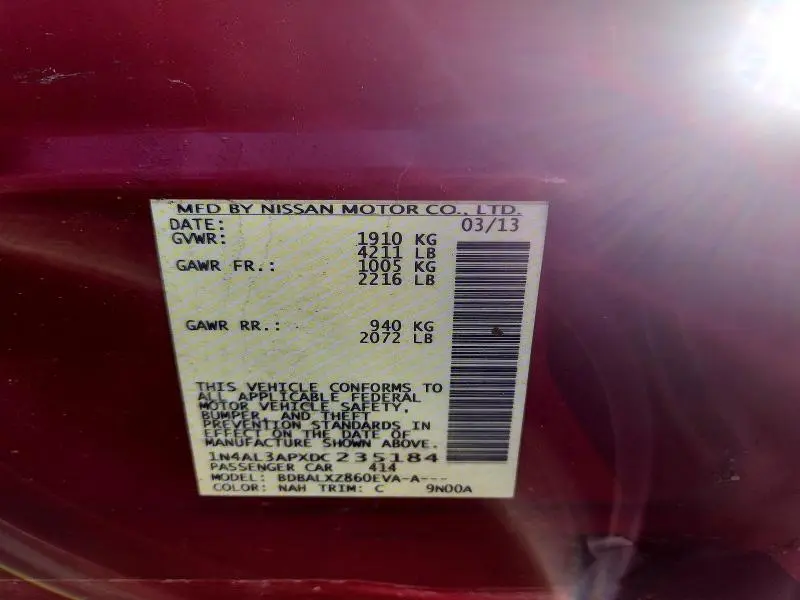 MFD BY NISSAN MOTOR CO., LTD.
DATE: 03/13
GVWR: 1910 KG
4211 LB
GAWR FR.: 1005 KG
2216 LB
GAWR RR.: 940 KG
2072 LB
THIS VEHICLE CONFORMS TO
ALL APPLICABLE FEDERAL
MOTOR VEHICLE SAFETY,
BUMPER, AND THEFT
PREVENTION STANDARDS IN
EFFECT ON THE DATE OF
MANUFACTURE SHOWN ABOVE.
1N4AL3APXDC235184
PASSENGER CAR 414
MODEL: BDBALXZ860EVA-A---
COLOR: NAH TRIM: C 9N00A